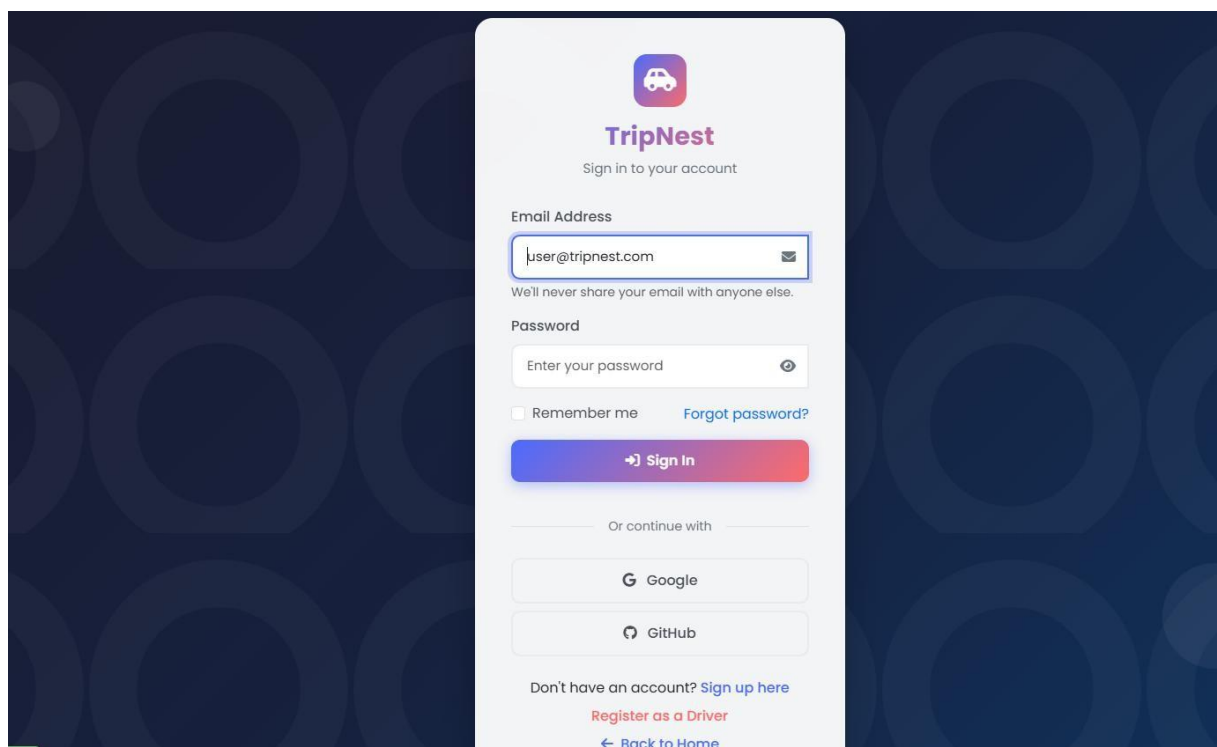 TripNest
Sign in to your account
Email Address
user@tripnest.com
We'll never share your email with anyone else.
Password
Enter your password
Remember me Forgot password?
Sign In
Or continue with
G Google
GitHub
Don't have an account? Sign up here
Register as a Driver
← Back to Home